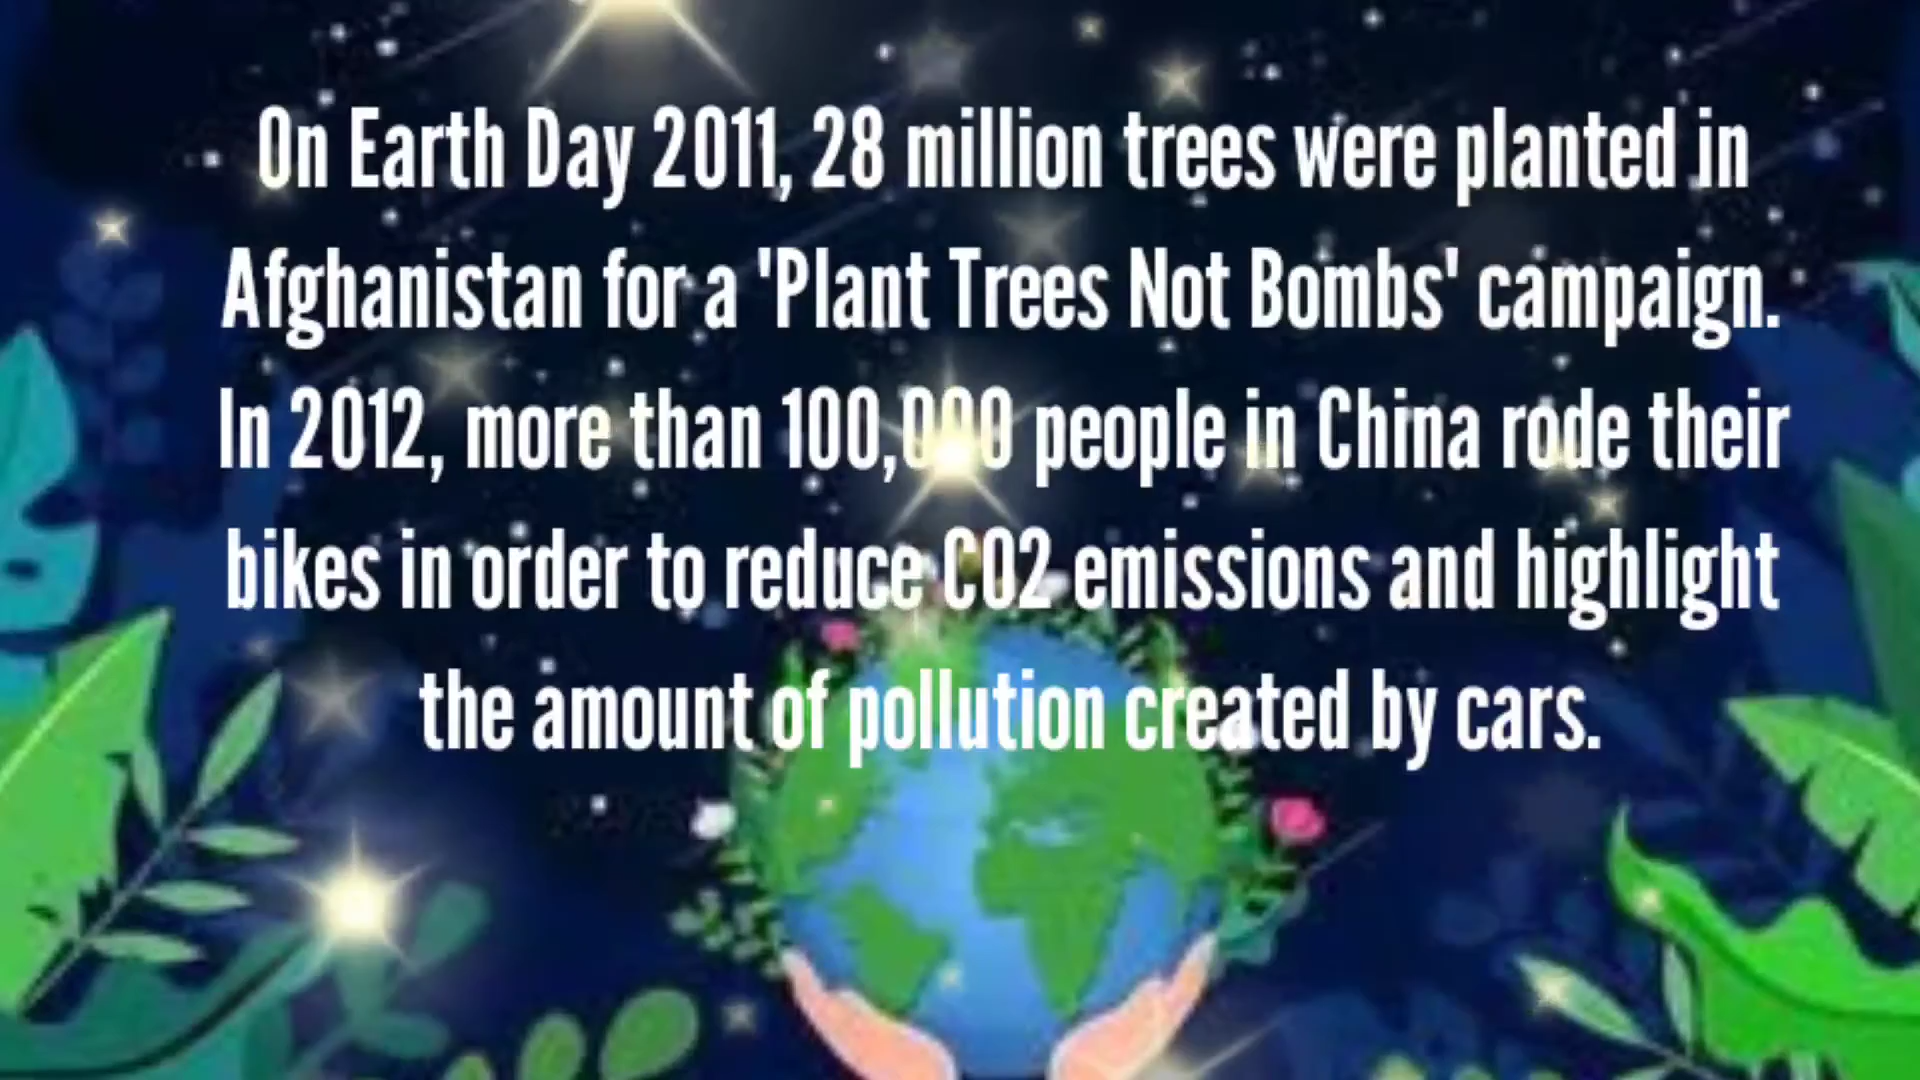 On Earth Day 2011, 28 million trees were planted in
Afghanistan for a 'Plant Trees Not Bombs' campaign.
In 2012, more than 100,000 people in China rode their
bikes in order to reduce CO2 emissions and highlight
the amount of pollution created by cars.